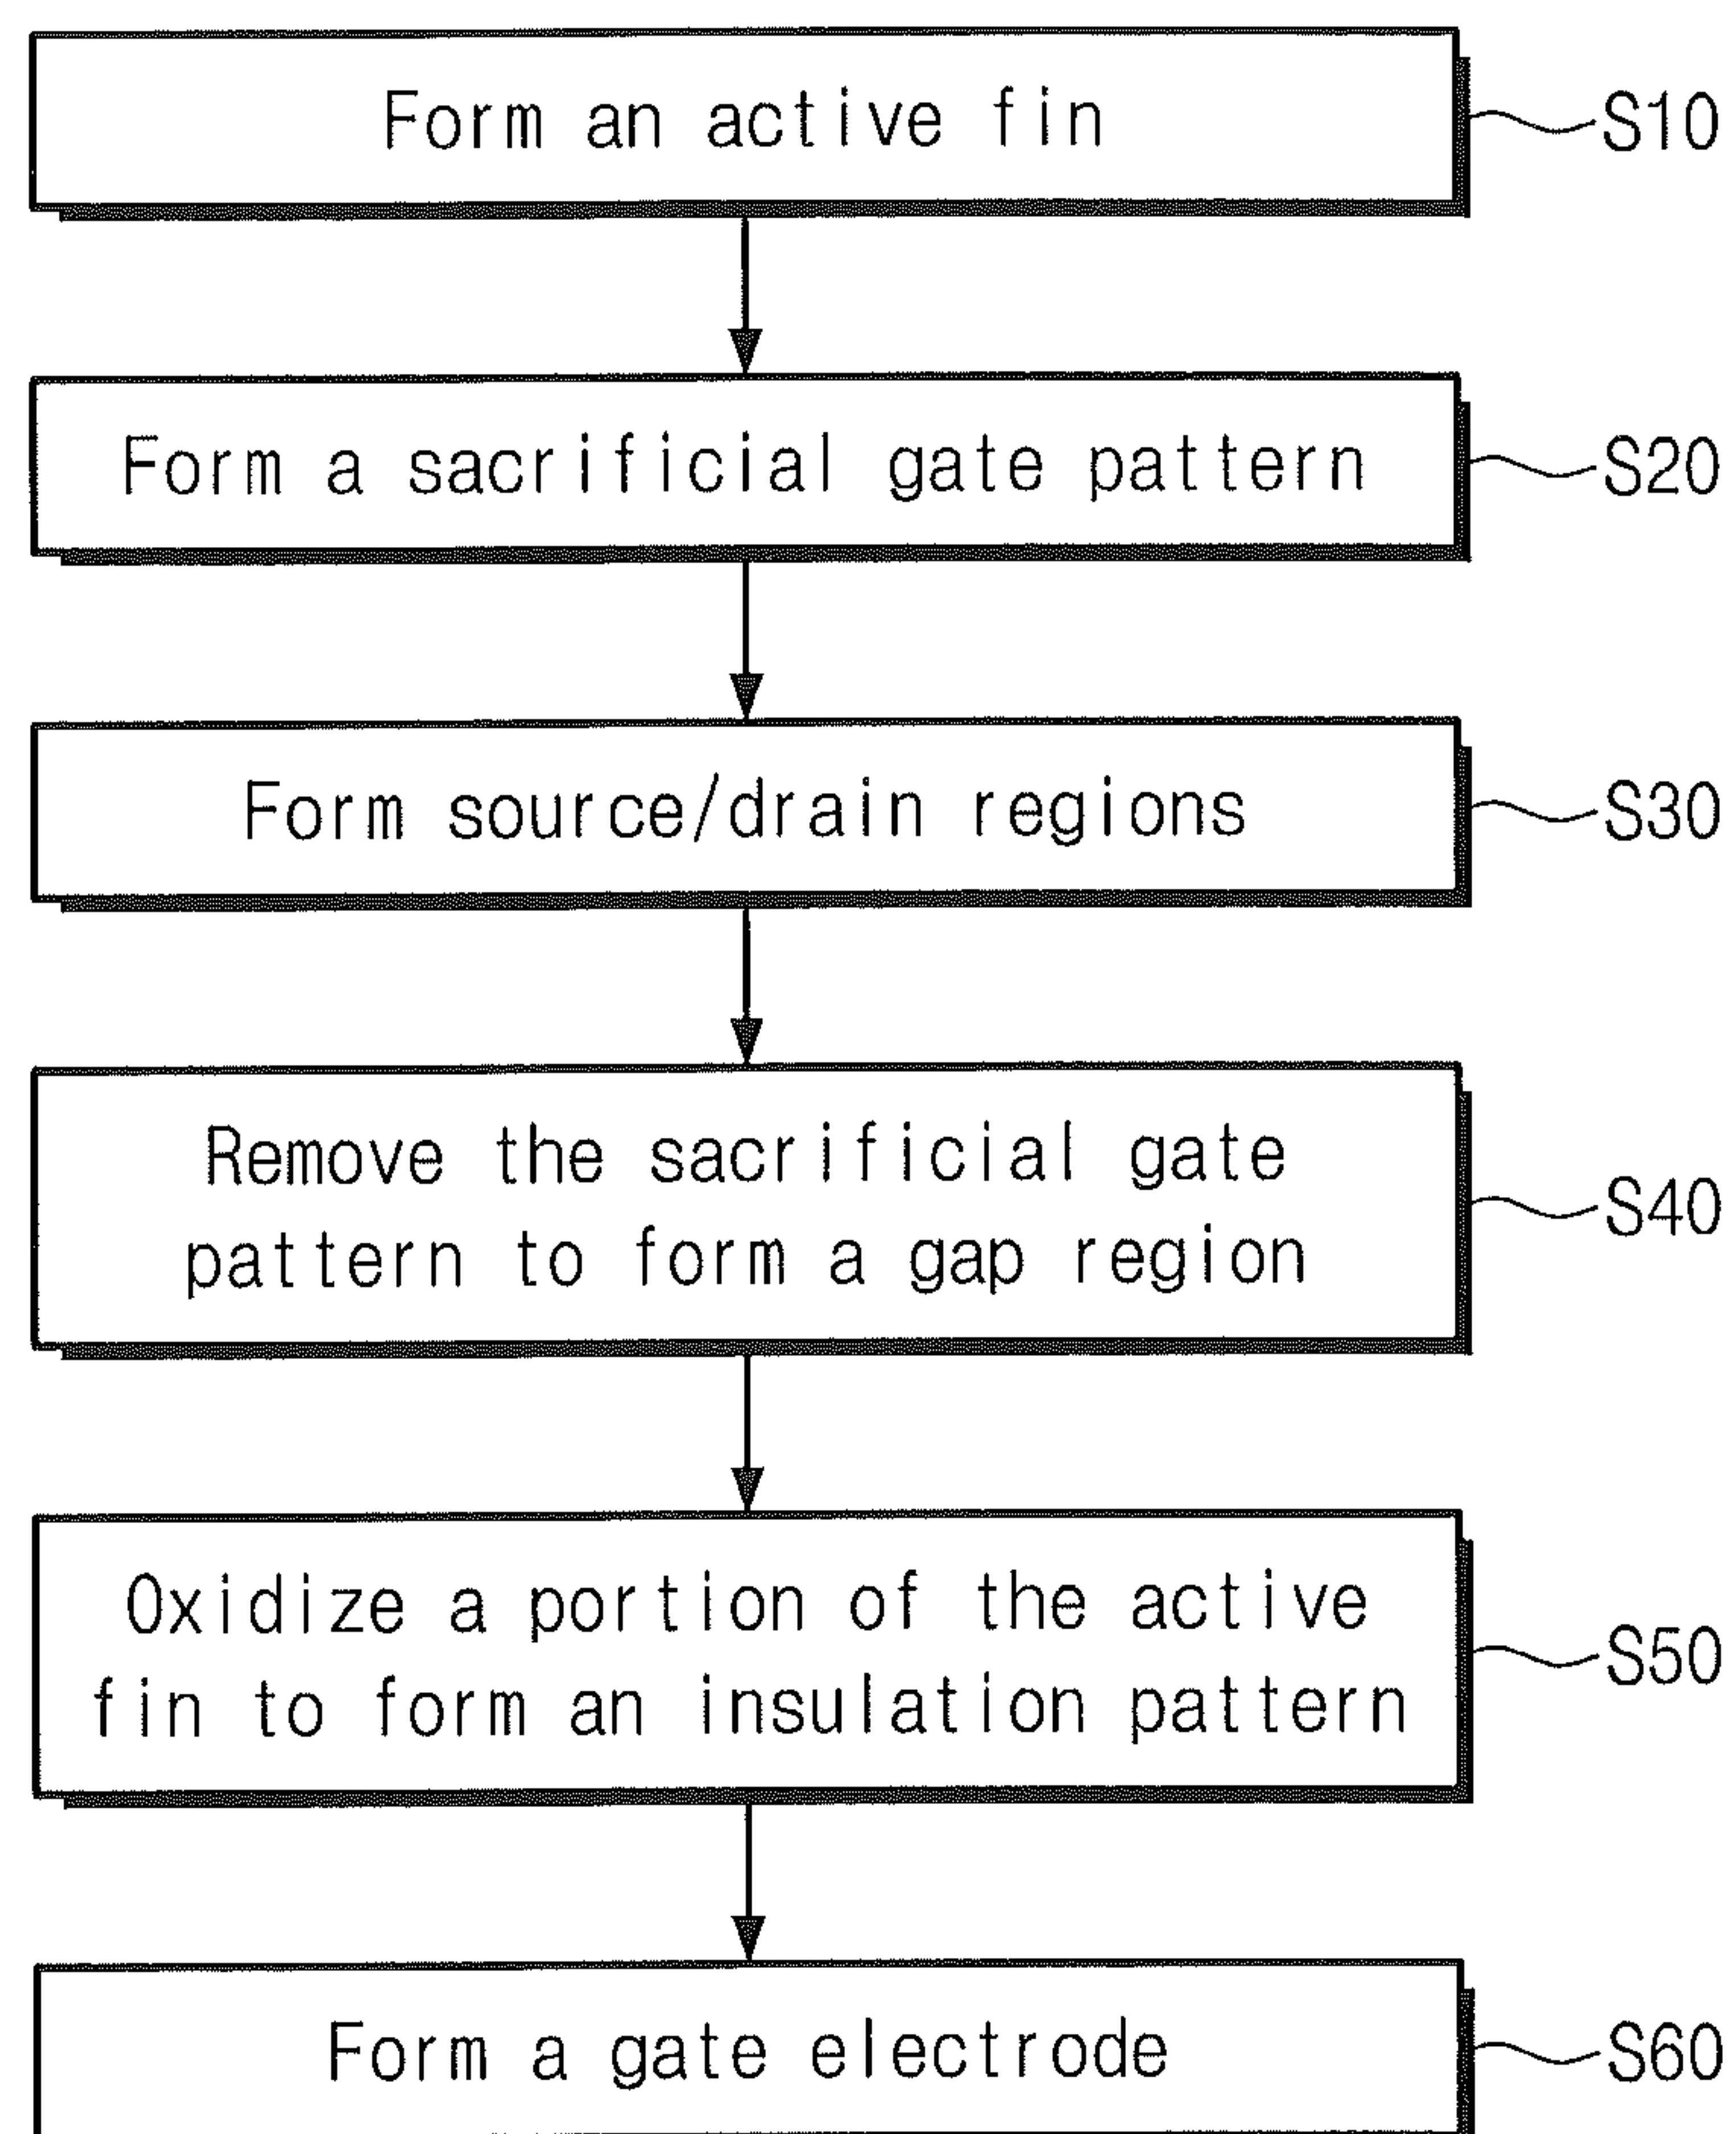 Form an active fin
S10
Form a sacrificial gate pattern
S20
Form source/drain regions
S30
Remove the sacrificial gate
pattern to form a gap region
S40
Oxidize a portion of the active
fin to form an insulation pattern
S50
Form a gate electrode
S60